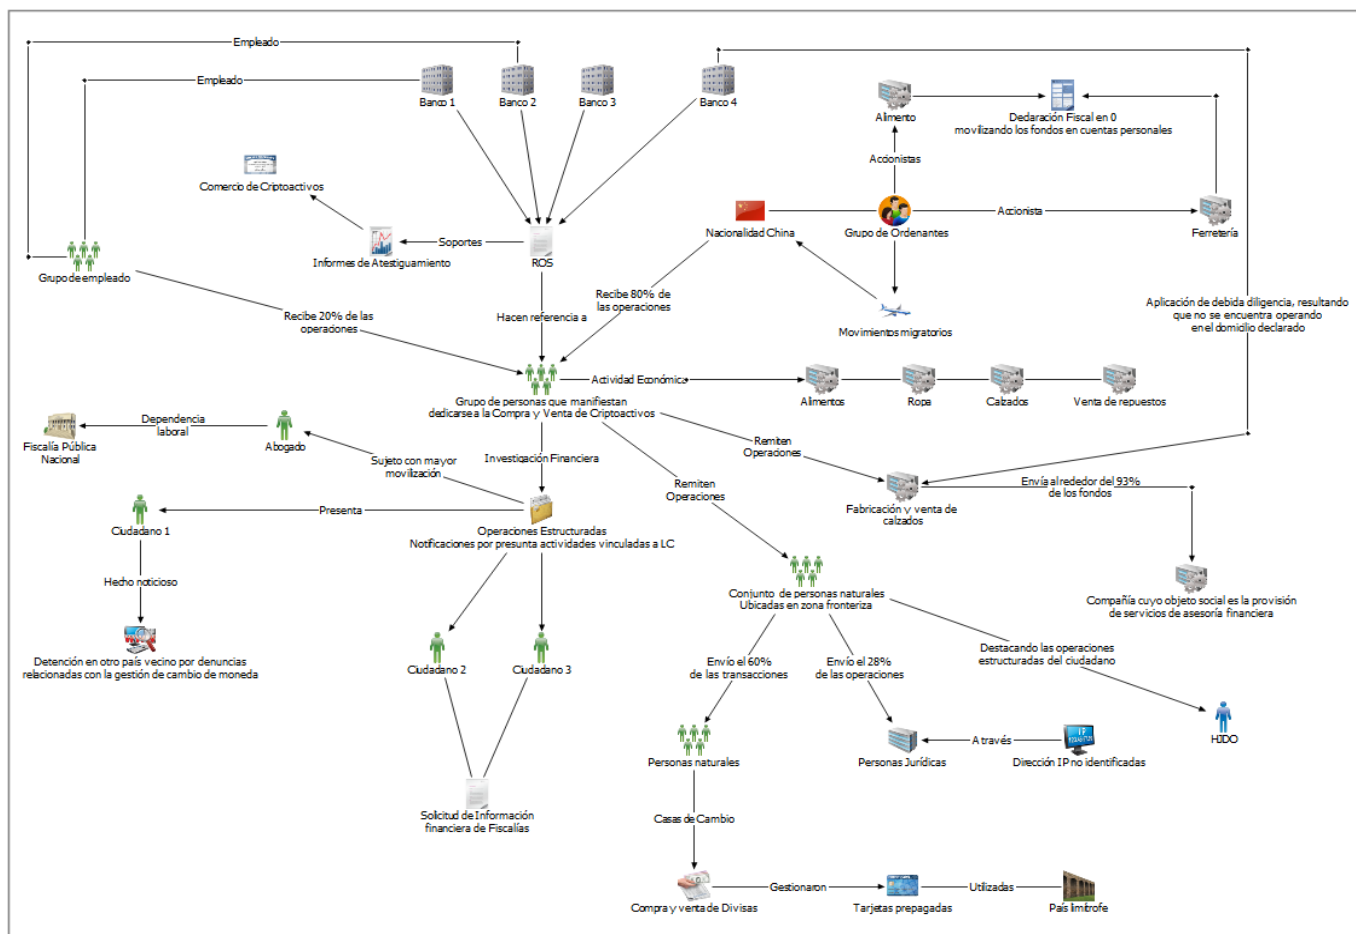 Empleado
Empleado
Banco 1
Banco 2
Banco 3
Banco 4
Alimento
Declaración Fiscal en 0
movilizando los fondos en cuentas personales
Accionistas
Comercio de Criptoactivos
Nacionalidad China
Grupo de Ordenantes
Accionista
Ferretería
Soportes
Informes de Atestiguamiento
ROS
Grupo de empleado
Recibe 20% de las
operaciones
Hacen referencia a
Recibe 80% de
las operaciones
Movimientos migratorios
Aplicación de debida diligencia, resultando
que no se encuentra operando
en el domicilio declarado
Actividad Económica
Grupo de personas que manifiestan
dedicarse a la Compra y Venta de Criptoactivos
Alimentos
Ropa
Calzados
Venta de repuestos
Dependencia
laboral
Fiscalía Pública
Nacional
Abogado
Sujeto con mayor
movilización
Investigación Financiera
Remiten
Operaciones
Remiten
Operaciones
Envía al rededor del 93%
de los fondos
Fabricación y venta de
calzados
Presenta
Ciudadano 1
Operaciones Estructuradas
Notificaciones por presunta actividades vinculadas a LC
Hecho noticioso
Conjunto de personas naturales
Ubicadas en zona fronteriza
Compañía cuyo objeto social es la provisión
de servicios de asesoría financiera
Detención en otro país vecino por denuncias
relacionadas con la gestión de cambio de moneda
Ciudadano 2
Ciudadano 3
Envío el 60%
de las transacciones
Envío el 28%
de las operaciones
Destacando las operaciones
estructuradas del ciudadano
HJDO
Personas naturales
Personas Jurídicas
A través
IP
Dirección IP no identificadas
Solicitud de Información
financiera de Fiscalías
Casas de Cambio
Compra y venta de Divisas
Gestionaron
Tarjetas prepagadas
Utilizadas
País limítrofe